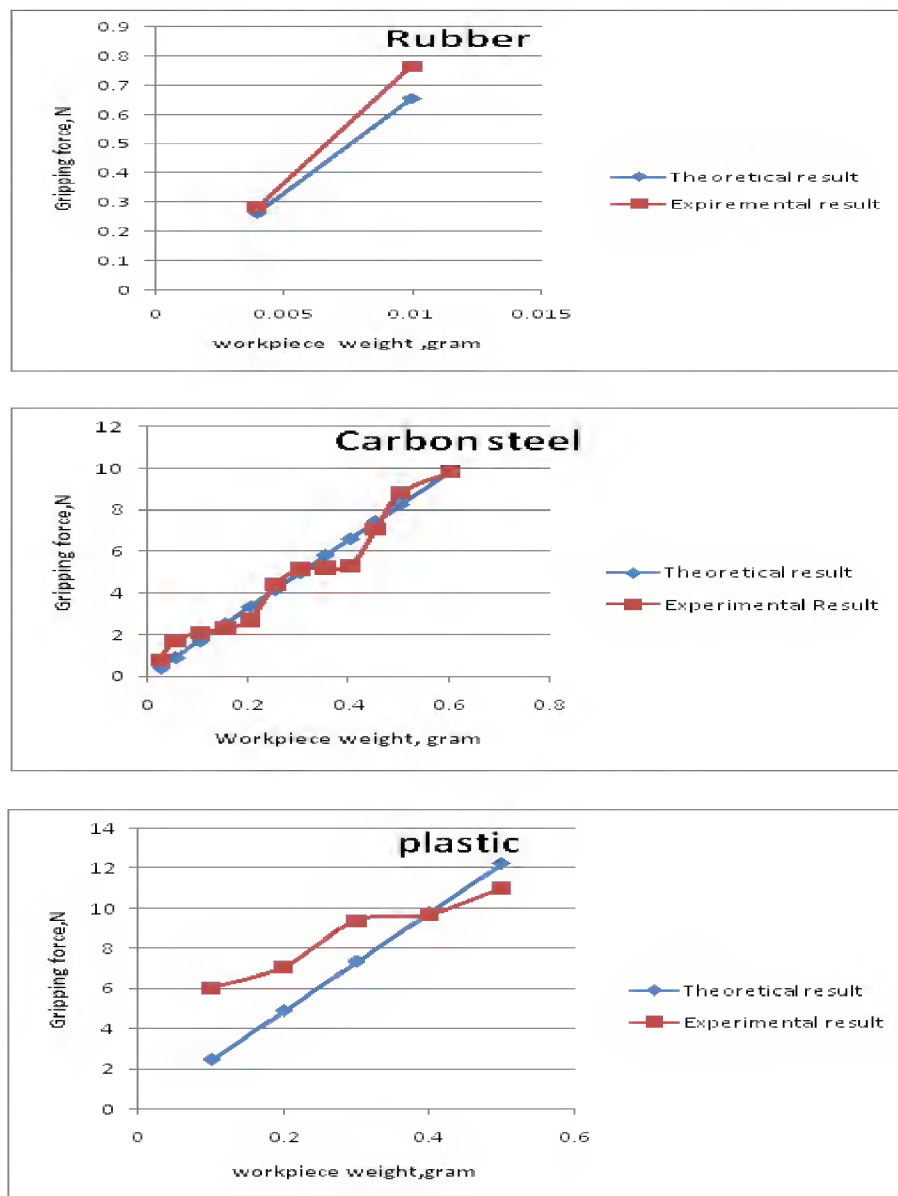 Rubber
Gripping force,N
0.9
0.8
0.7
0.6
0.5
0.4
0.3
0.2
0.1
0
0 0.005 0.01 0.015
workpiece weight ,gram
Theoretical result
Expiremental result
Carbon steel
Gripping force,N
12
10
8
6
4
2
0
0 0.2 0.4 0.6 0.8
Workpiece weight, gram
Theoretical result
Experimental Result
plastic
Gripping force,N
14
12
10
8
6
4
2
0
0 0.2 0.4 0.6
workpiece weight,gram
Theoretical result
Experimental result